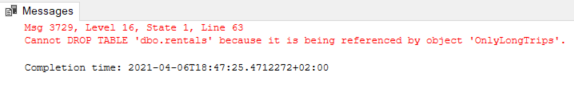 Messages
Msg 3729, Level 16, State 1, Line 63
Cannot DROP TABLE 'dbo.rentals' because it is being referenced by object 'OnlyLongTrips'.
Completion time: 2021-04-06T18:47:25.4712272+02:00